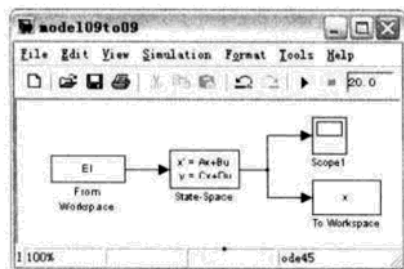 model09to09
File Edit View Simulation Format Tools Help
20.0
EI
From
Workspace
x' = Ax+Bu
y = Cx+Du
State-Space
Scope1
x
To Workspace
100%
ode45